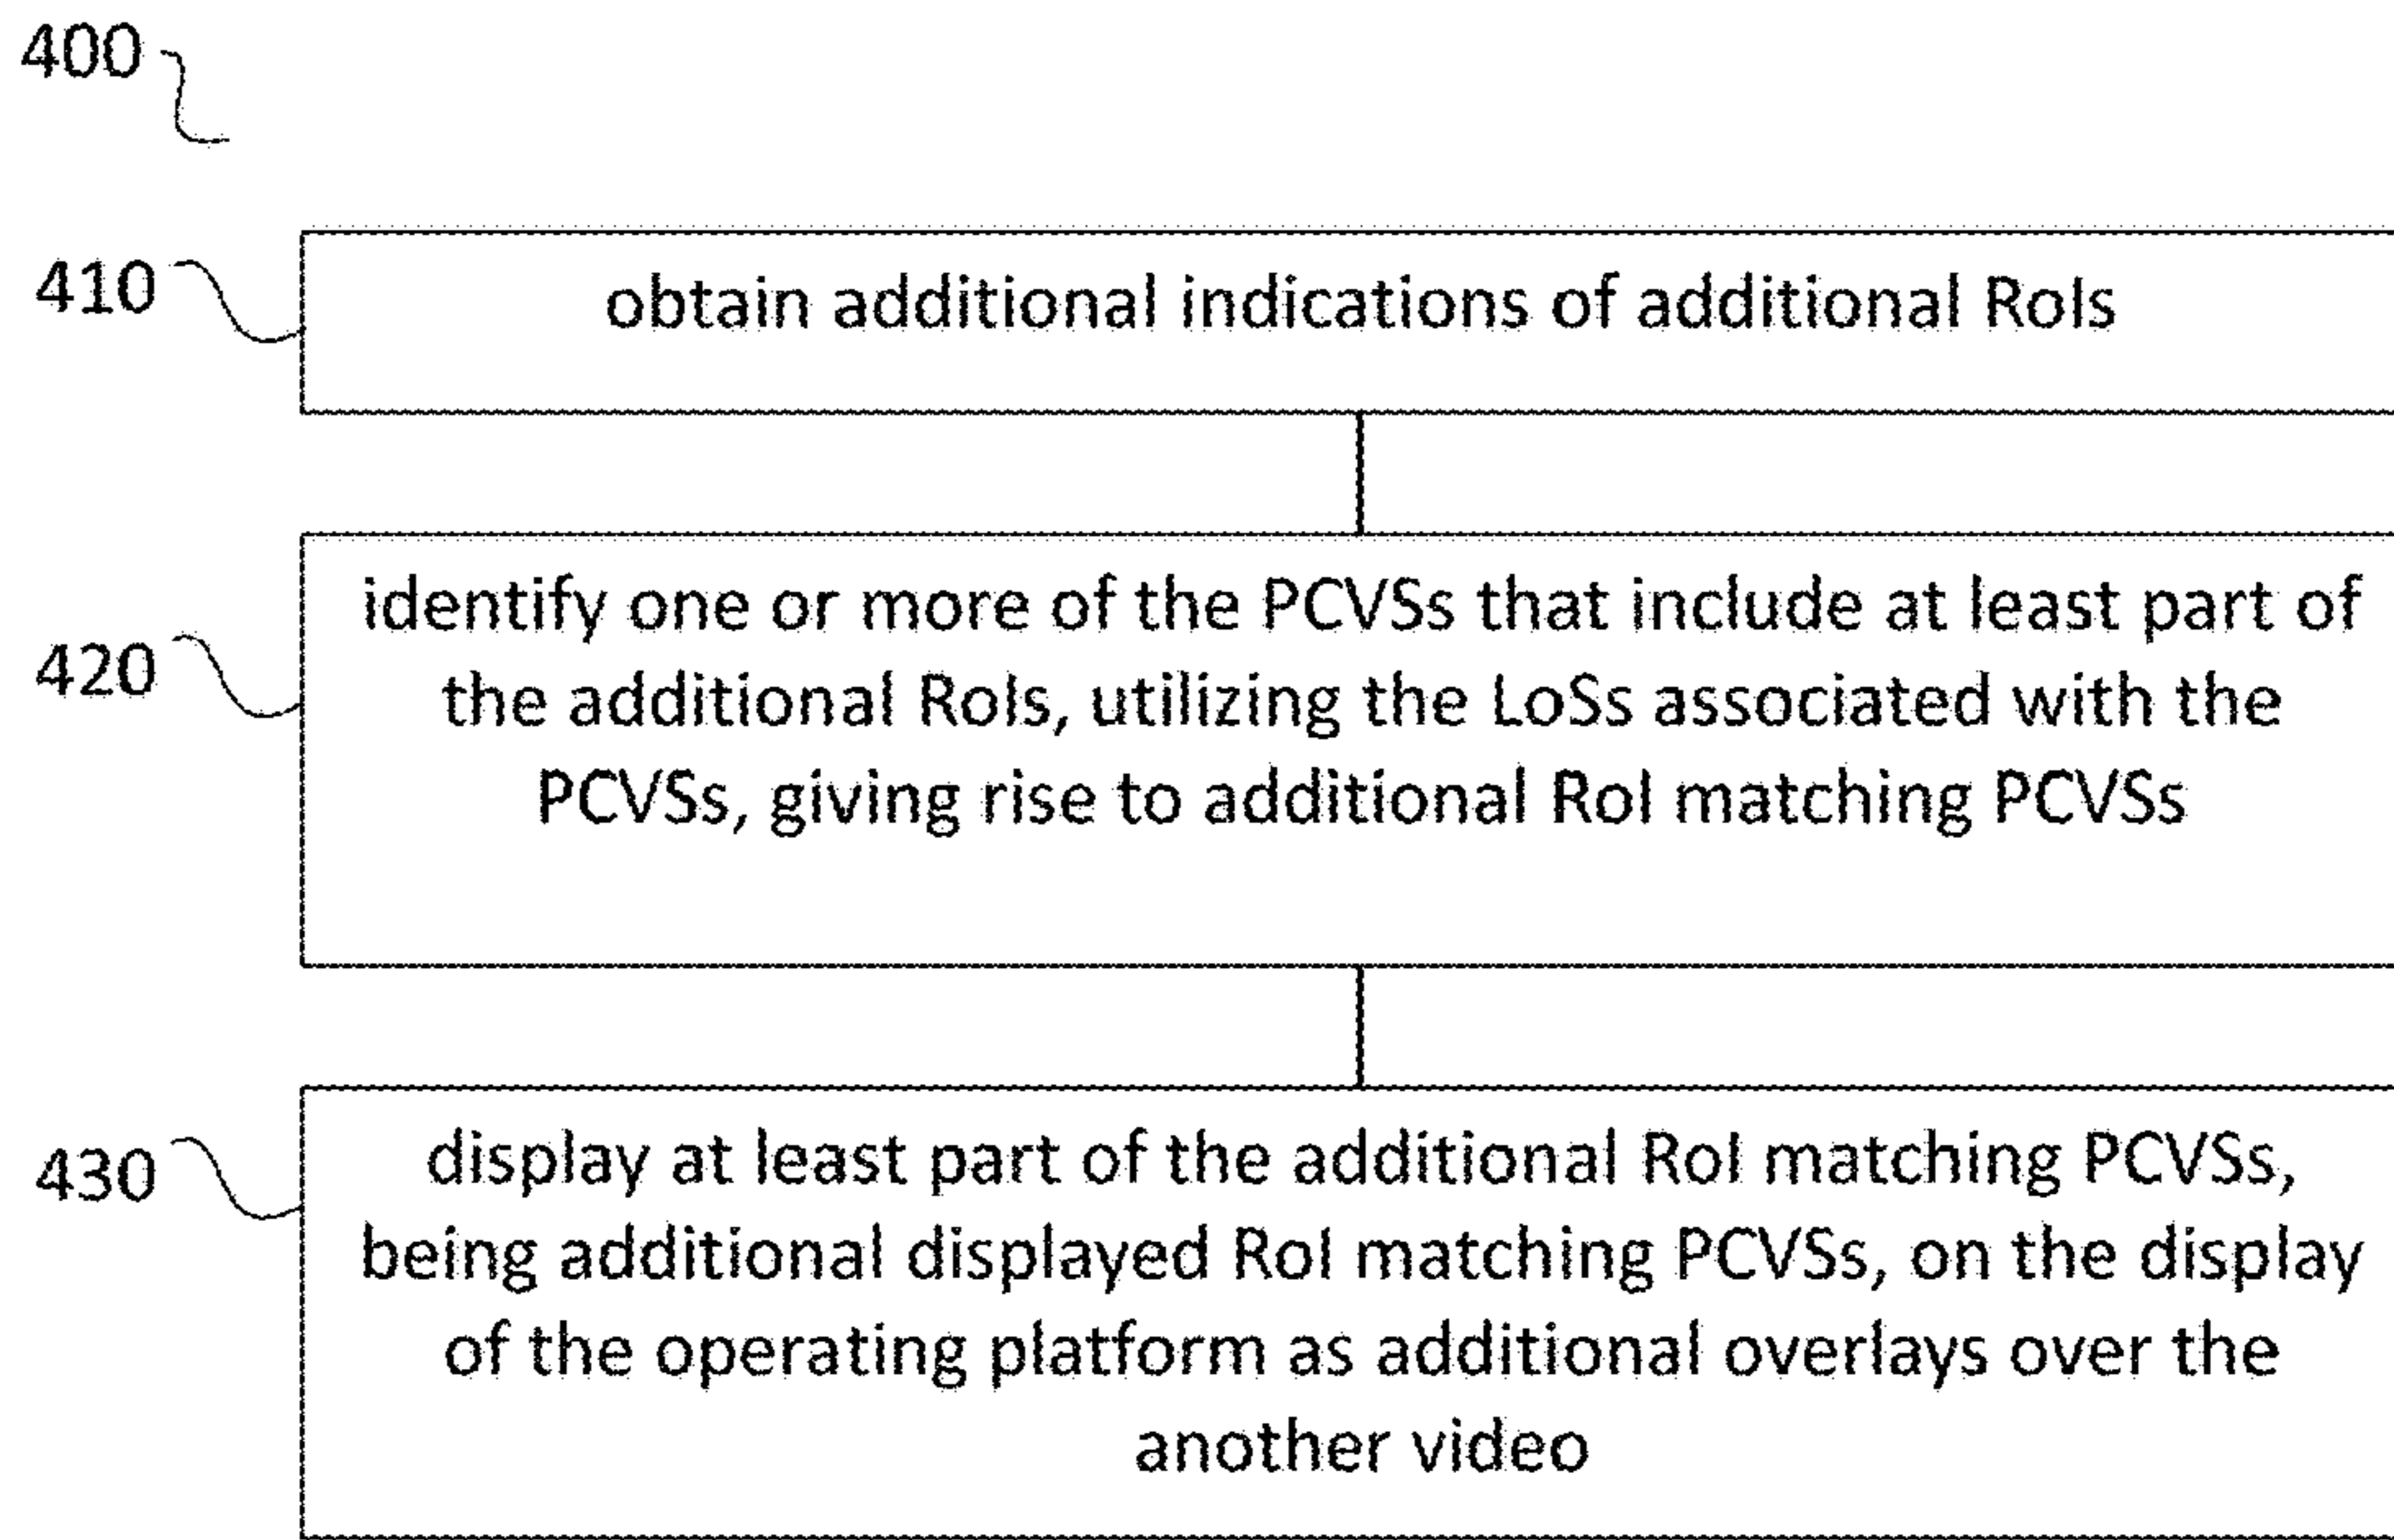 400
410
obtain additional indications of additional RoIs
420
identify one or more of the PCVSs that include at least part of
the additional RoIs, utilizing the LoSs associated with the
PCVSs, giving rise to additional RoI matching PCVSs
430
display at least part of the additional RoI matching PCVSs,
being additional displayed RoI matching PCVSs, on the display
of the operating platform as additional overlays over the
another video